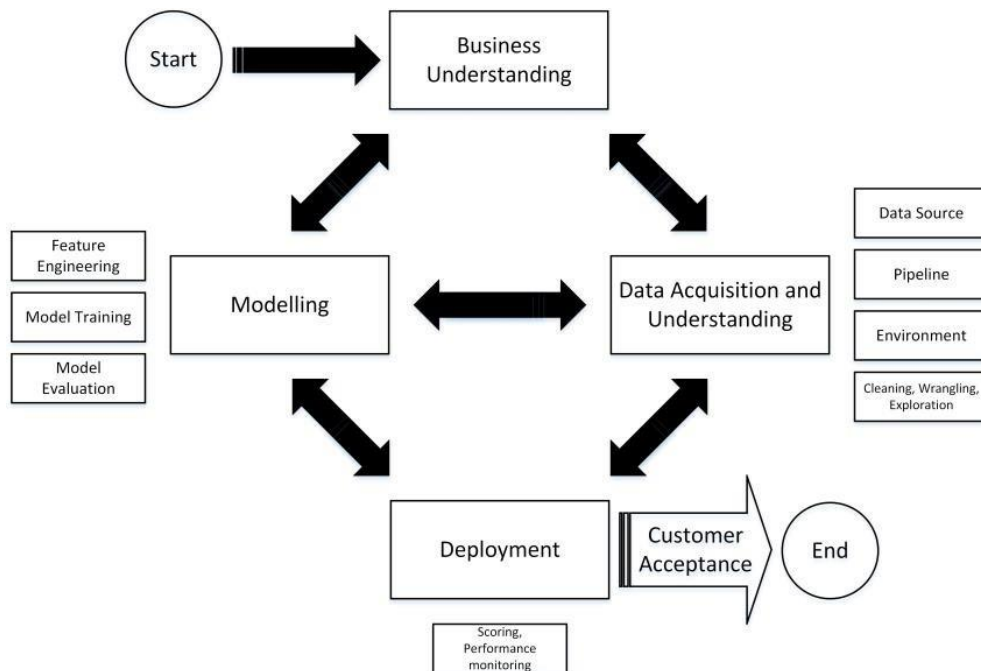 Start
Business
Understanding
Feature
Engineering
Model Training
Model
Evaluation
Modelling
Data Acquisition and
Understanding
Data Source
Pipeline
Environment
Cleaning, Wrangling,
Exploration
Deployment
Customer
Acceptance
End
Scoring,
Performance
monitoring